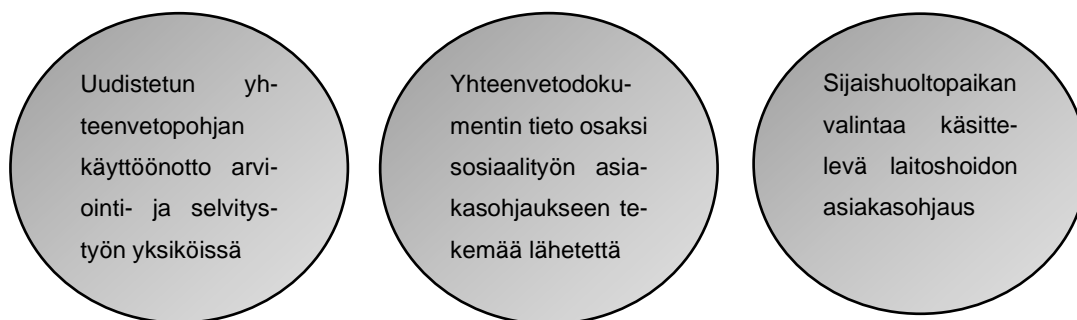 Uudistetun yh-
teenvetopohjan
käyttöönotto arvi-
ointi- ja selvitys-
työn yksiköissä
Yhteenvetodoku-
mentin tieto osaksi
sosiaalityön asia-
kasohjaukseen te-
kemää lähetettä
Sijaishuoltopaikan
valintaa käsitte-
levä laitoshoidon
asiakasohjaus